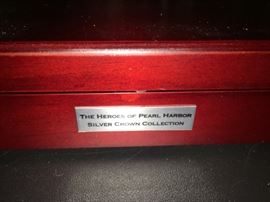 The Heroes of Pearl Harbor
Silver Crown Collection